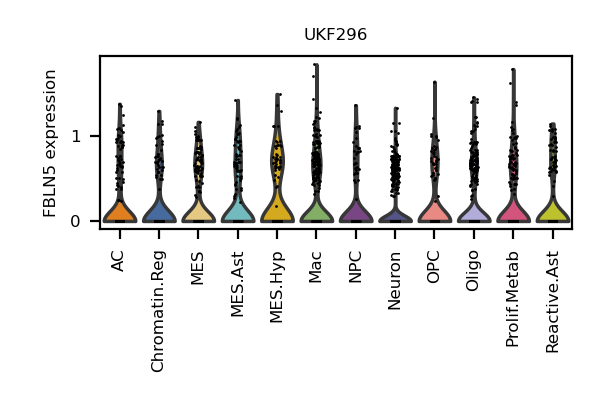 UKF296
FBLN5 expression
1
0
AC
Chromatin.Reg
MES
MES.Ast
MES.Hyp
Mac
NPC
Neuron
OPC
Oligo
Prolif.Metab
Reactive.Ast